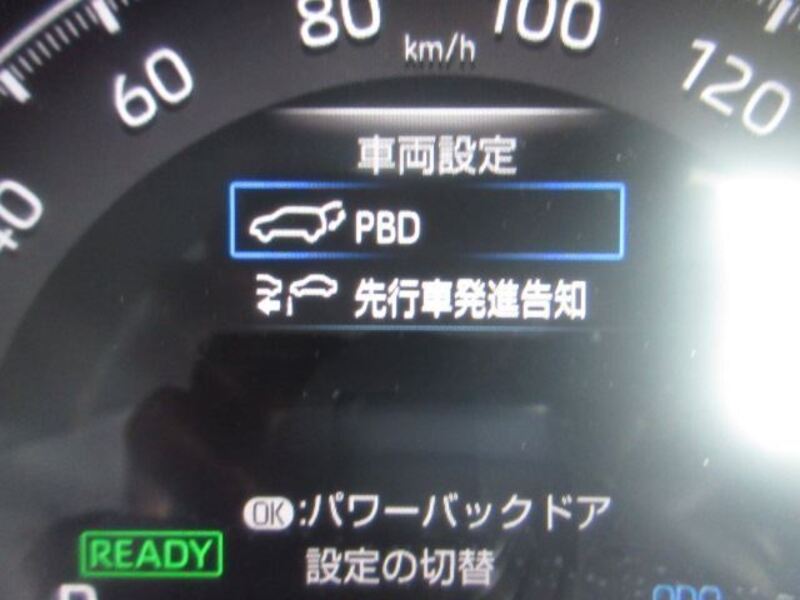 80
100
km/h
60
120
40
車両設定
PBD
先行車発進告知
OK:パワーバックドア
設定の切替
READY